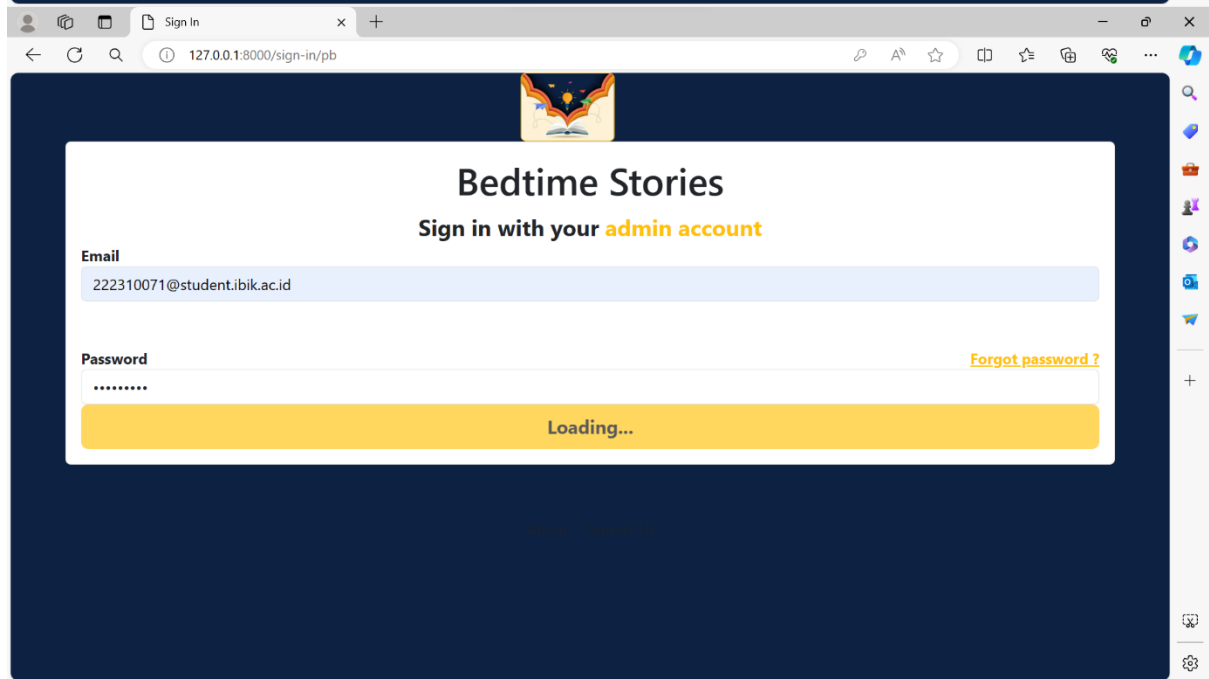 Sign In
127.0.0.1:8000/sign-in/pb
Bedtime Stories
Sign in with your admin account
Email
222310071@student.ibik.ac.id
Password Forgot password ?
Loading...